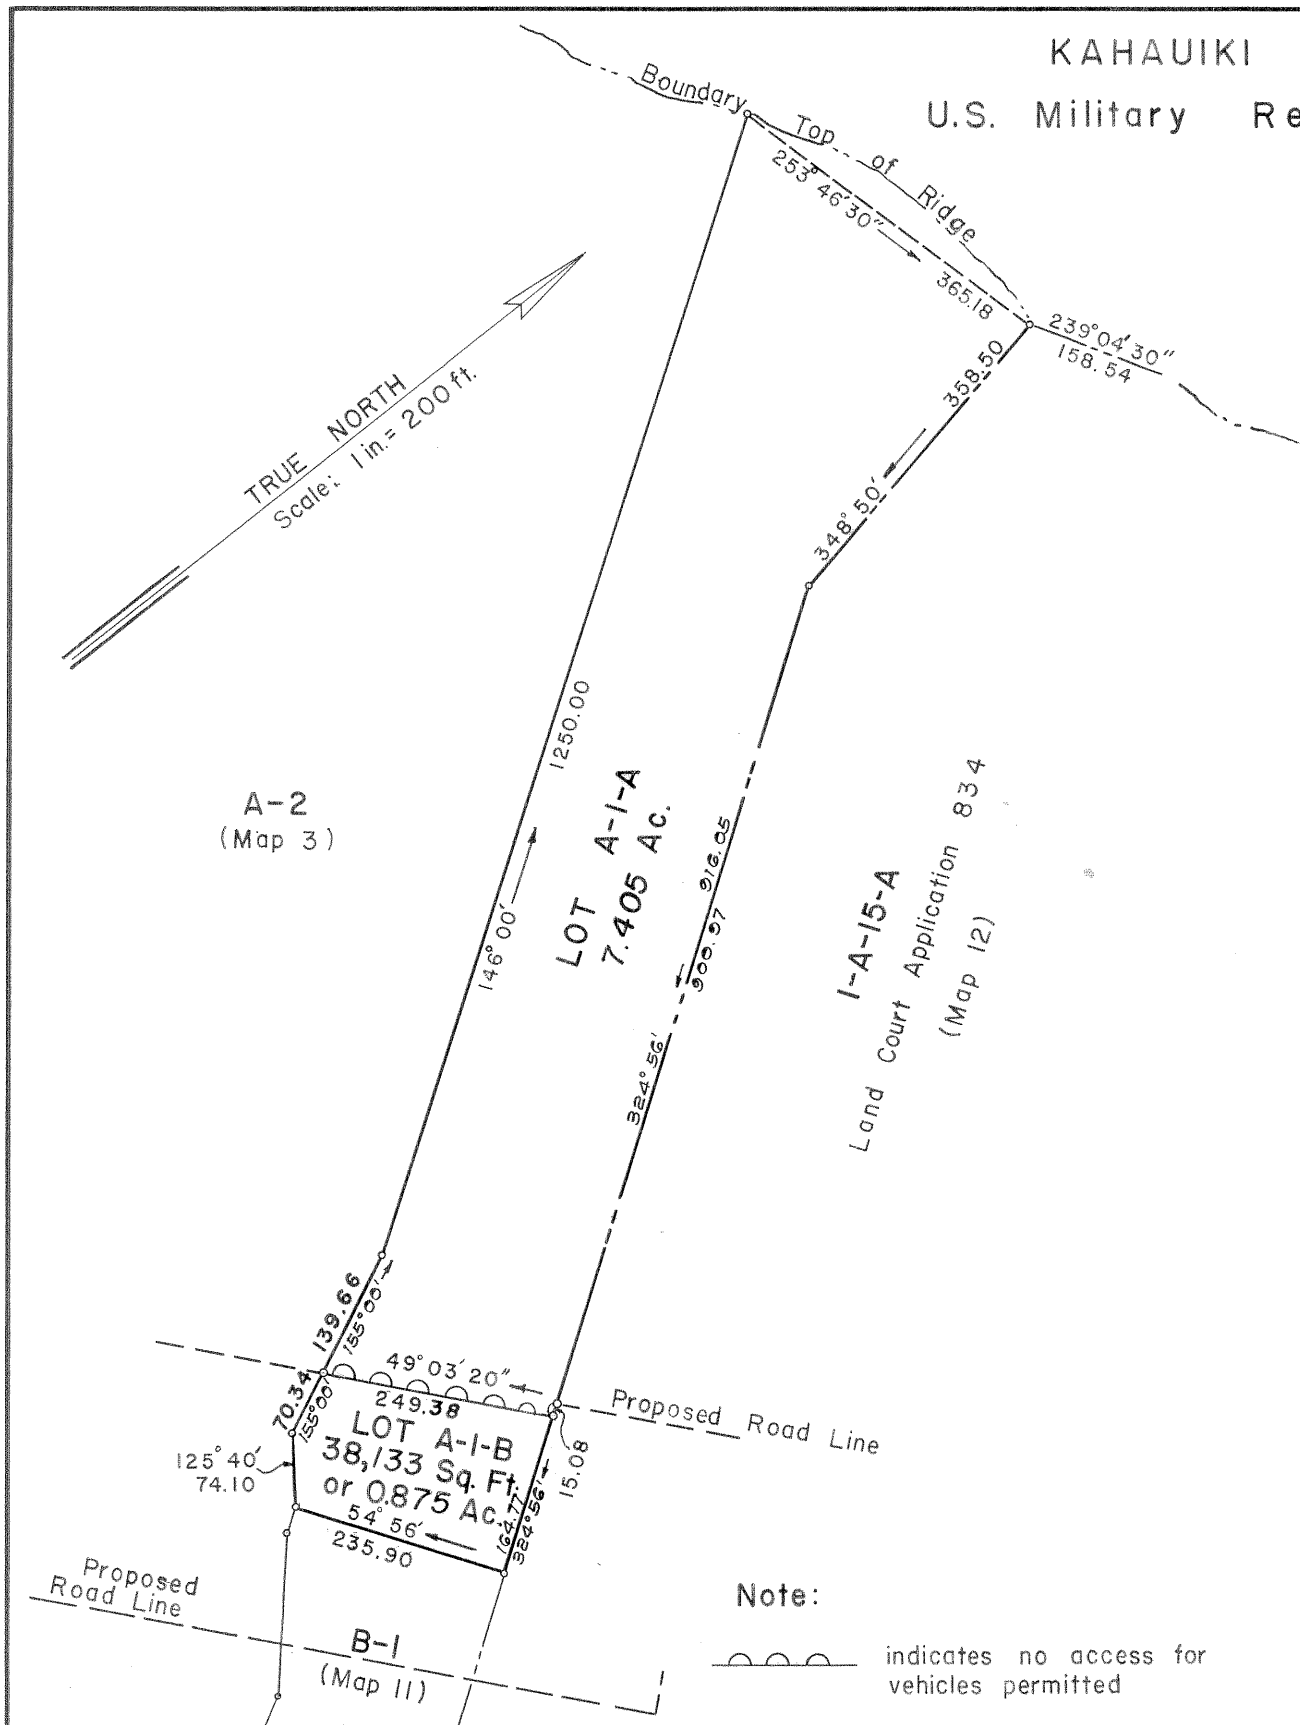 KAHAUIKI
U.S. Military Re
Boundary
Top of Ridge
253° 46' 30"
365.18
239° 04' 30"
158.54
358.50
348° 50'
TRUE NORTH
Scale: 1 in. = 200 ft.
1250.00
146° 00'
A-2
(Map 3)
LOT A-1-A
7.405 Ac.
916.05
900.97
324° 56'
1-A-15-A
Land Court Application 834
(Map 12)
139.66
155° 00'
49° 03' 20"
249.38
Proposed Road Line
15.08
70.34
155° 00'
125° 40'
74.10
LOT A-1-B
38,133 Sq. Ft.
or 0.875 Ac.
164.77
324° 56'
54° 56'
235.90
Proposed
Road Line
B-1
(Map 11)
Note:
indicates no access for
vehicles permitted